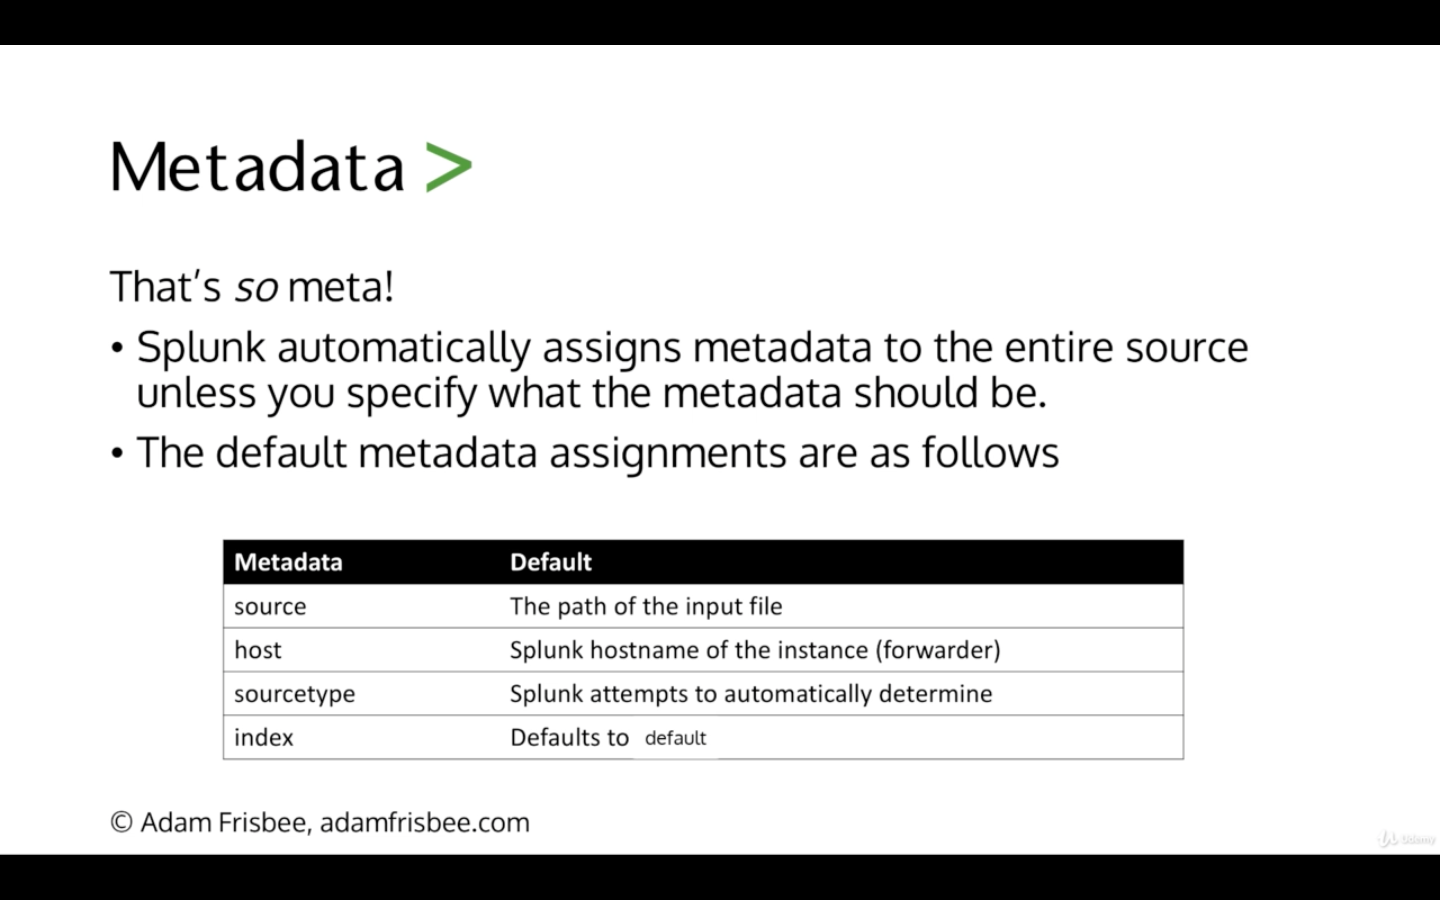 Metadata >
That's so meta!
• Splunk automatically assigns metadata to the entire source
unless you specify what the metadata should be.
• The default metadata assignments are as follows
Metadata Default
source The path of the input file
host Splunk hostname of the instance (forwarder)
sourcetype Splunk attempts to automatically determine
index Defaults to default
© Adam Frisbee, adamfrisbee.com
Udemy